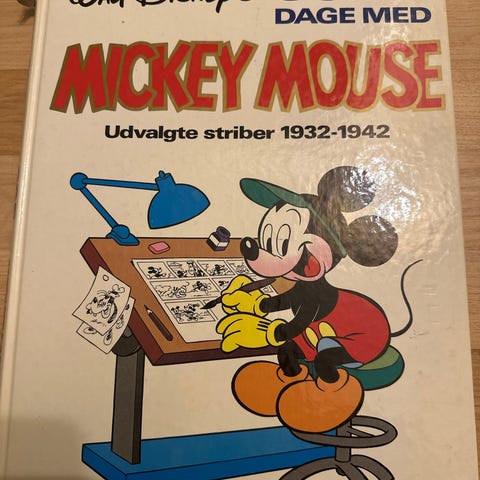 Walt Disney's
DAGE MED
MICKEY MOUSE
Udvalgte striber 1932-1942